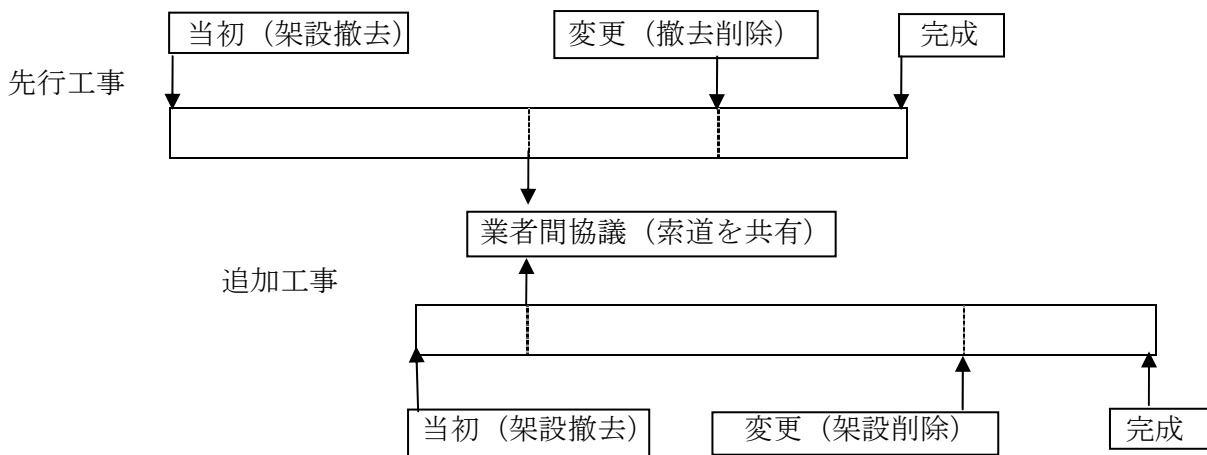 当初（架設撤去）
変更（撤去削除）
完成
先行工事
業者間協議（索道を共有）
追加工事
当初（架設撤去）
変更（架設削除）
完成